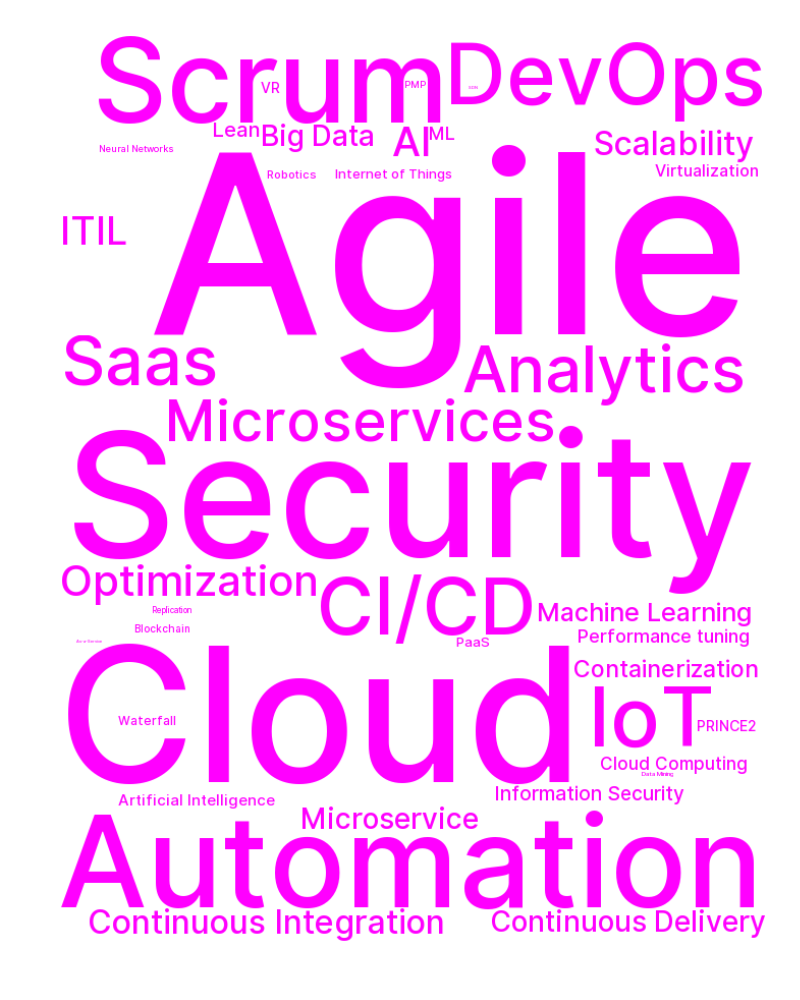 Scrum
DevOps
VR
PMP
Lean
Big Data
AI
ML
Scalability
Neural Networks
Robotics
Internet of Things
Virtualization
Agile
ITIL
Saas
Analytics
Microservices
Security
Optimization
CI/CD
Machine Learning
Replication
Blockchain
Performance tuning
PaaS
Cloud
Containerization
IoT
Waterfall
PRINCE2
Cloud Computing
Data Mining
Information Security
Artificial Intelligence
Microservice
Automation
Continuous Integration
Continuous Delivery